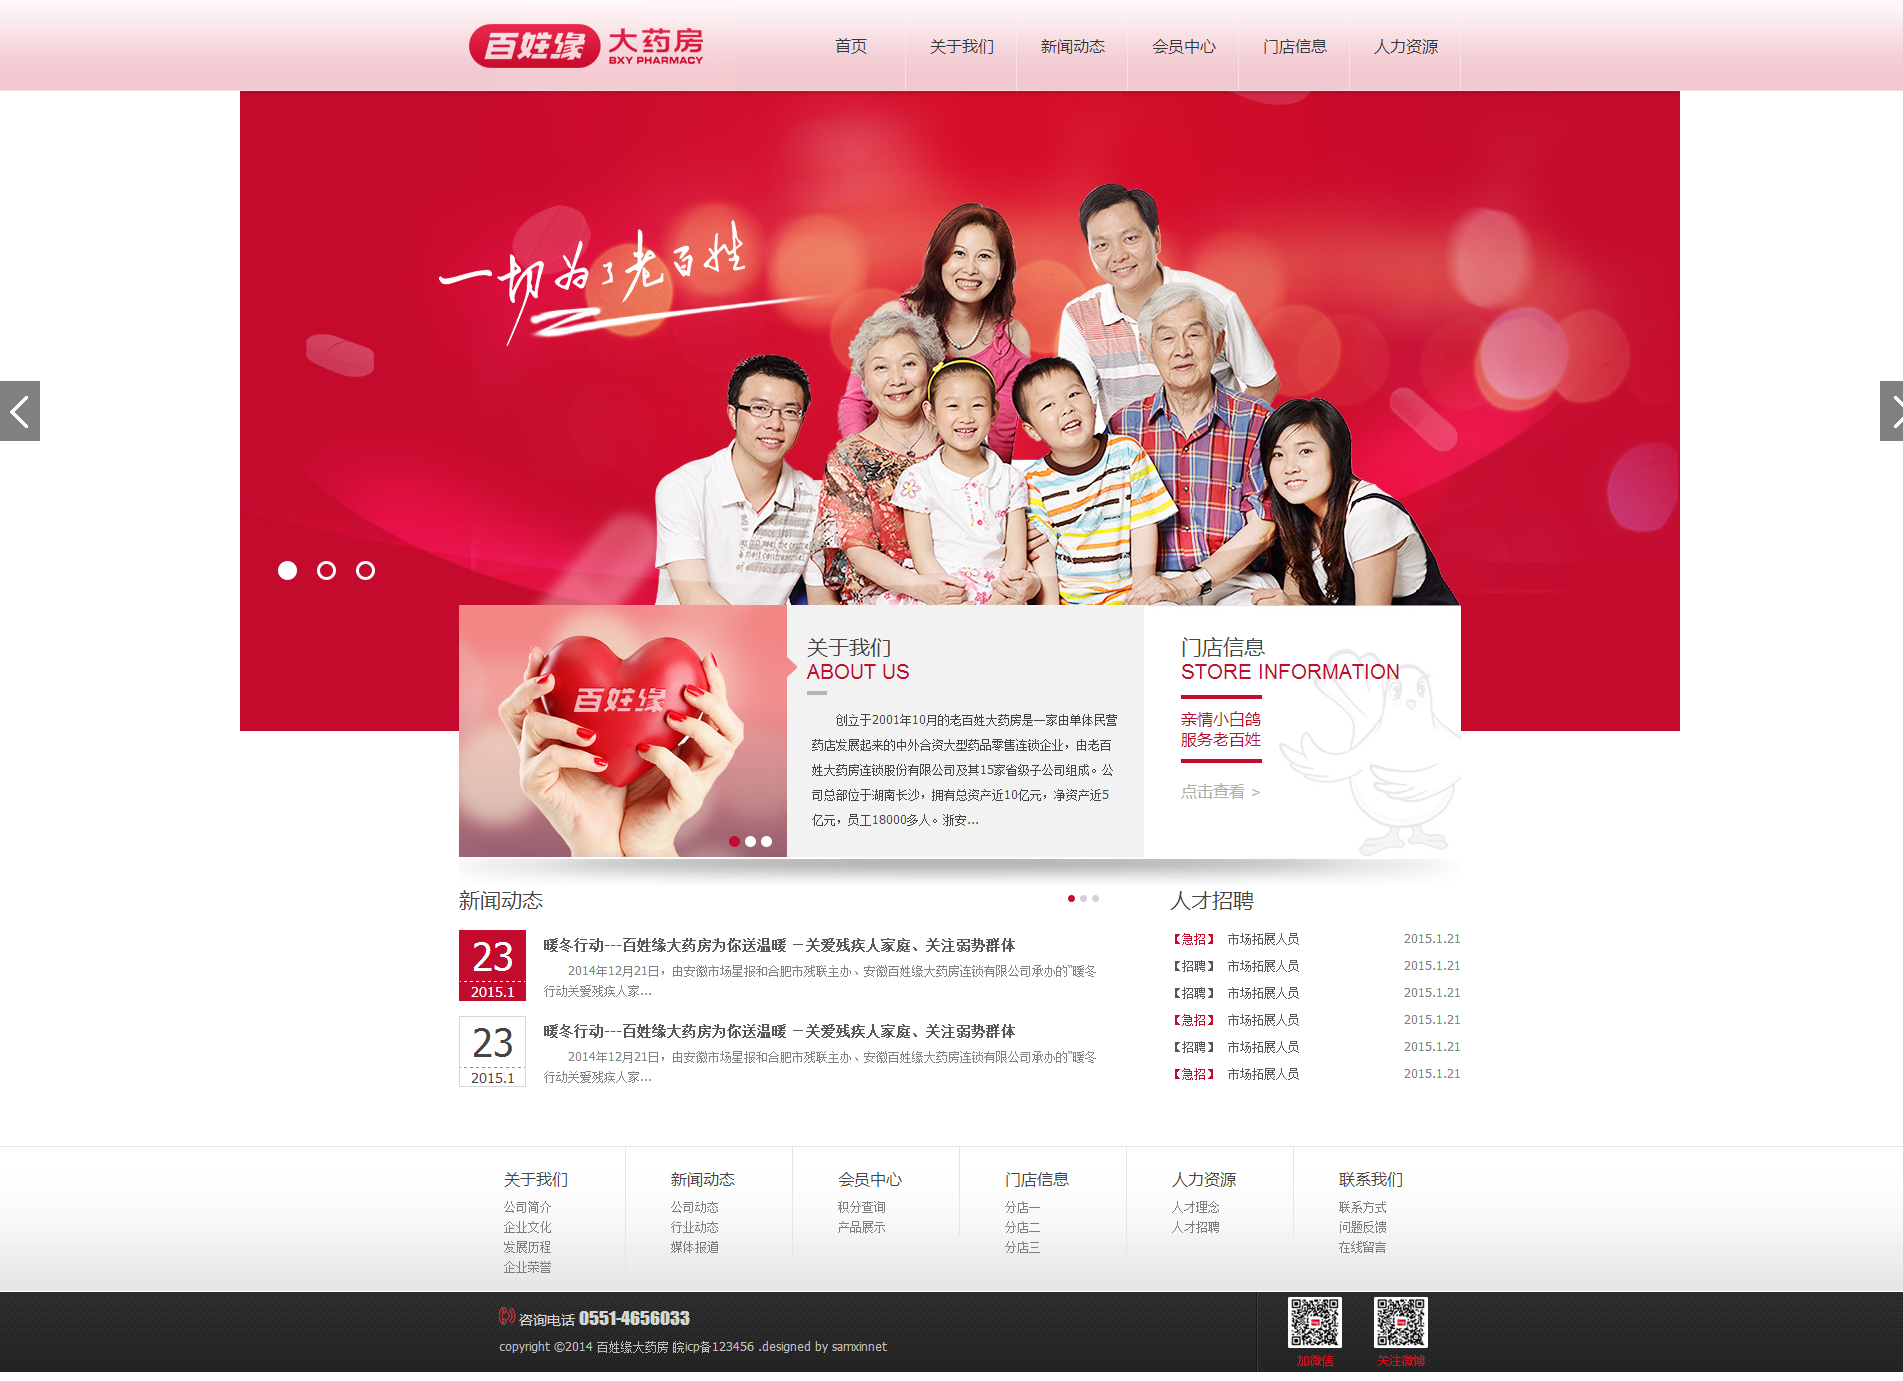 百姓缘 大药房
BXY PHARMACY
首页 关于我们 新闻动态 会员中心 门店信息 人力资源
一切为了老百姓
百姓缘
关于我们
ABOUT US
创立于2001年10月的老百姓大药房是一家由单体民营
药店发展起来的中外合资大型药品零售连锁企业，由老百
姓大药房连锁股份有限公司及其15家省级子公司组成。公
司总部位于湖南长沙，拥有总资产近10亿元，净资产近5
亿元，员工18000多人。浙安...
门店信息
STORE INFORMATION
亲情小白鸽
服务老百姓
点击查看 >
新闻动态
23
2015.1
暖冬行动---百姓缘大药房为你送温暖 －关爱残疾人家庭、关注弱势群体
2014年12月21日，由安徽市场星报和合肥市残联主办、安徽百姓缘大药房连锁有限公司承办的“暖冬
行动关爱残疾人家...
23
2015.1
暖冬行动---百姓缘大药房为你送温暖 －关爱残疾人家庭、关注弱势群体
2014年12月21日，由安徽市场星报和合肥市残联主办、安徽百姓缘大药房连锁有限公司承办的“暖冬
行动关爱残疾人家...
人才招聘
【急招】 市场拓展人员 2015.1.21
【招聘】 市场拓展人员 2015.1.21
【招聘】 市场拓展人员 2015.1.21
【急招】 市场拓展人员 2015.1.21
【招聘】 市场拓展人员 2015.1.21
【急招】 市场拓展人员 2015.1.21
关于我们
公司简介
企业文化
发展历程
企业荣誉
新闻动态
公司动态
行业动态
媒体报道
会员中心
积分查询
产品展示
门店信息
分店一
分店二
分店三
人力资源
人才理念
人才招聘
联系我们
联系方式
问题反馈
在线留言
咨询电话 0551-4656033
copyright ©2014 百姓缘大药房 皖icp备123456 .designed by samxinnet
加微信
关注微博